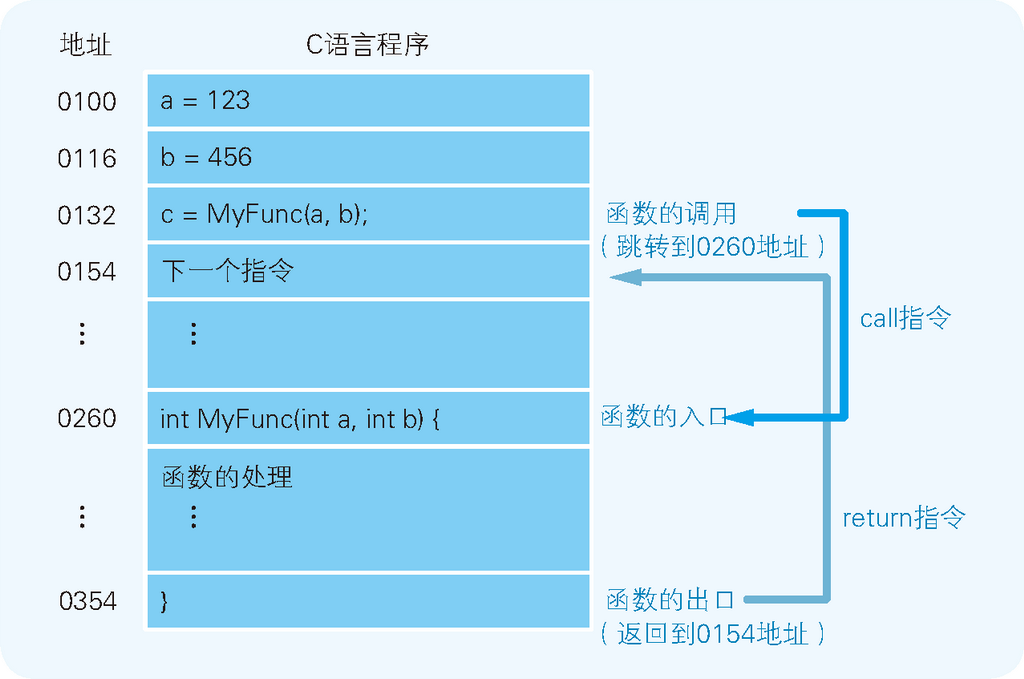 地址 C语言程序
0100 a = 123
0116 b = 456
0132 c = MyFunc(a, b); 函数的调用
（跳转到0260地址）
0154 下一个指令
call指令
⋮ ⋮
0260 int MyFunc(int a, int b) { 函数的入口
函数的处理
⋮ ⋮
return指令
0354 } 函数的出口
（返回到0154地址）